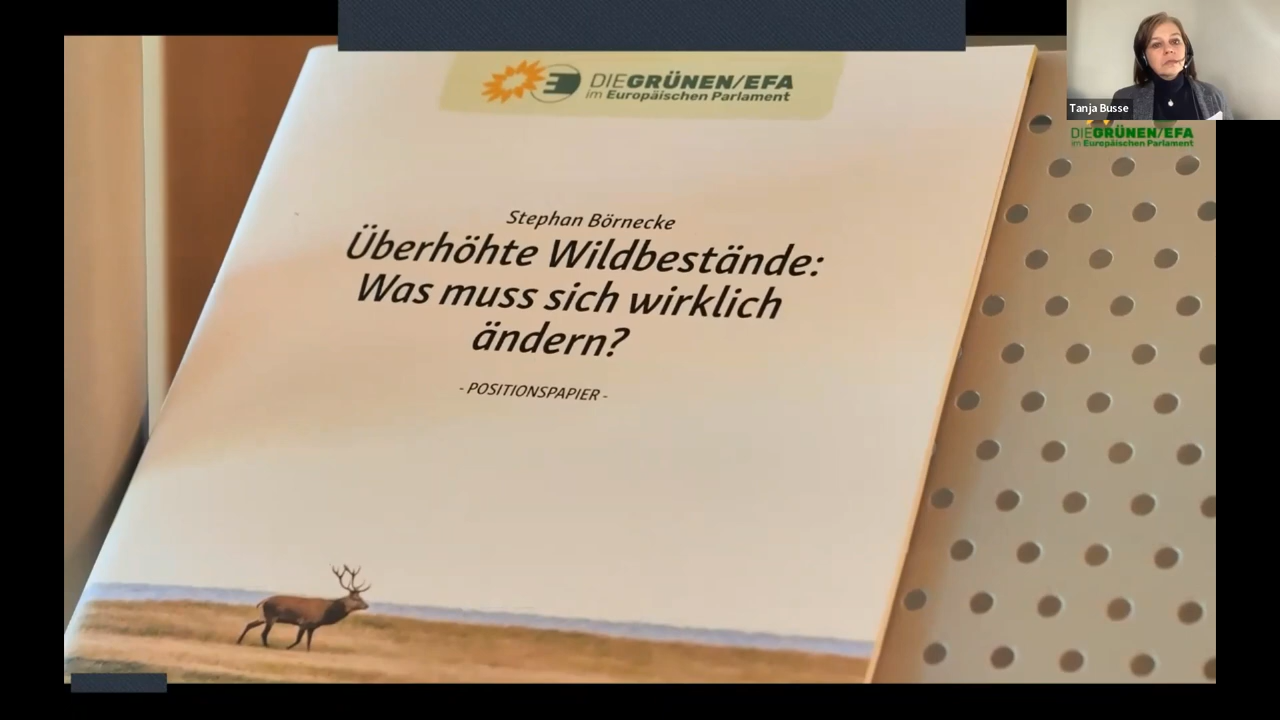 DIEGRÜNEN/EFA
im Europäischen Parlament
Stephan Börnecke
Überhöhte Wildbestände:
Was muss sich wirklich
ändern?
- POSITIONSPAPIER -
Tanja Busse
DIEGRÜNEN/EFA
im Europäischen Parlament